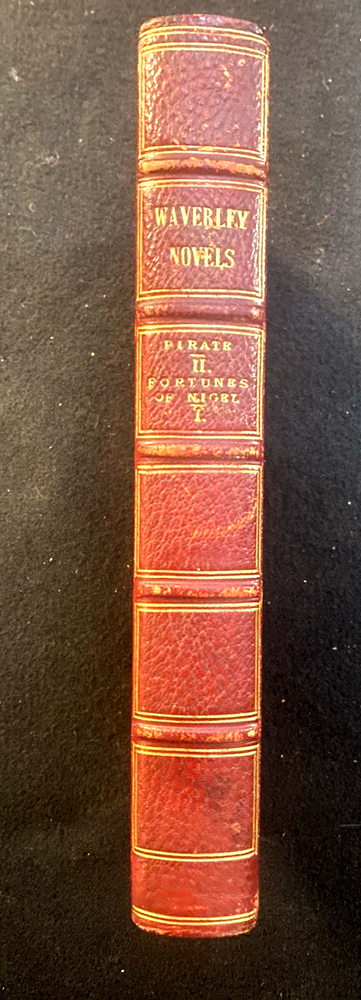 WAVERLEY
NOVELS
PIRATE
II.
FORTUNES
OF NIGEL
I.